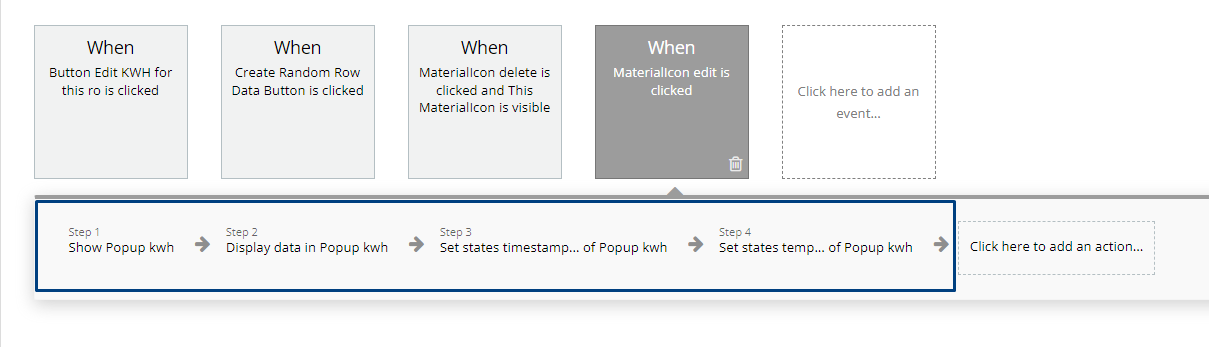 When
Button Edit KWH for
this ro is clicked
When
Create Random Row
Data Button is clicked
When
MaterialIcon delete is
clicked and This
MaterialIcon is visible
When
MaterialIcon edit is
clicked
Click here to add an
event...
Step 1
Show Popup kwh
Step 2
Display data in Popup kwh
Step 3
Set states timestamp... of Popup kwh
Step 4
Set states temp... of Popup kwh
Click here to add an action...